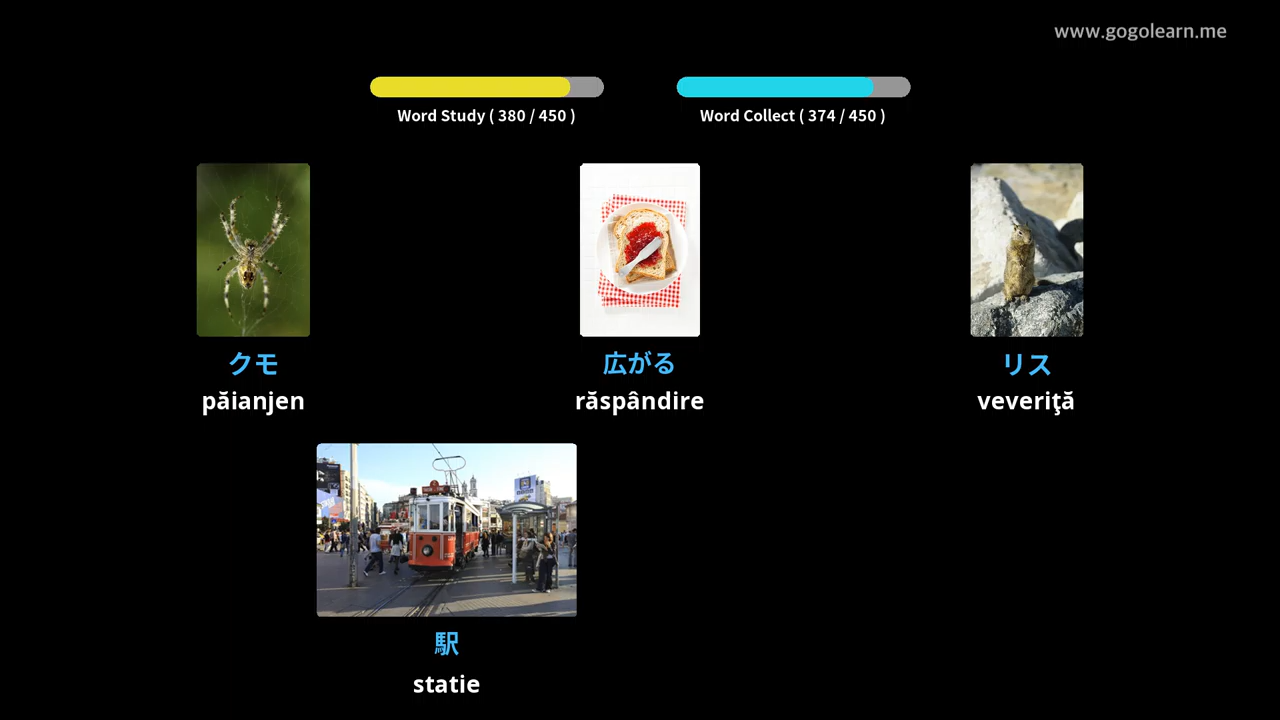 www.gogolearn.me
Word Study ( 380 / 450 )
Word Collect ( 374 / 450 )
クモ
広がる
リス
păianjen
răspândire
veveriţă
駅
statie